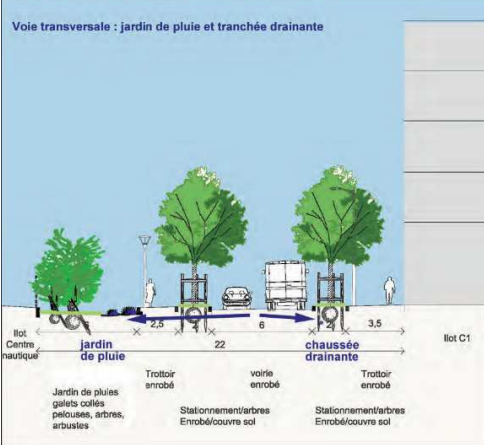 Voie transversale : jardin de pluie et tranchée drainante
2,5
2
6
2
3,5
Ilot
Centre
nautique
jardin
de pluie
22
chaussée
drainante
Ilot C1
Trottoir
enrobé
voirie
enrobé
Trottoir
enrobé
Jardin de pluies
galets collés
pelouses, arbres,
arbustes
Stationnement/arbres
Enrobé/couvre sol
Stationnement/arbres
Enrobé/couvre sol